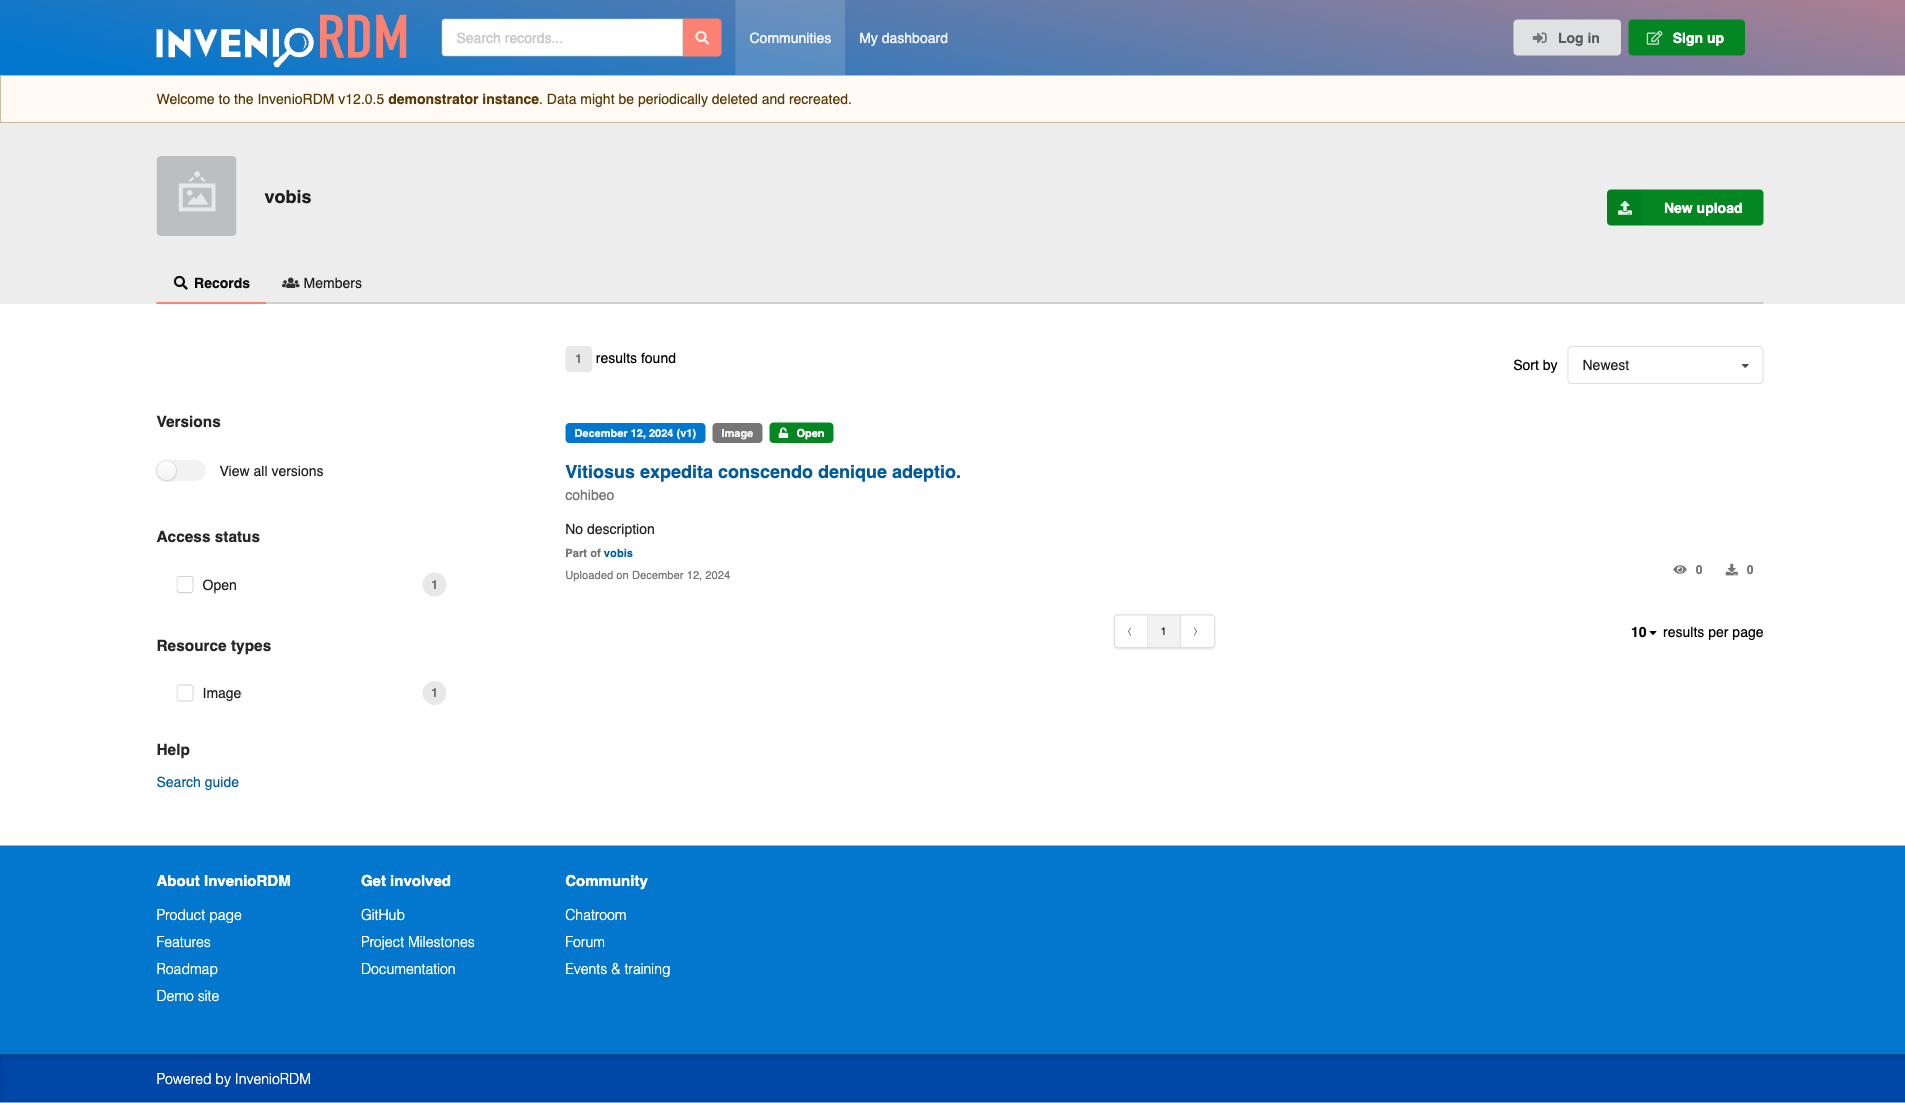 INVENIO RDM
Search records...
Communities
My dashboard
Log in
Sign up
Welcome to the InvenioRDM v12.0.5 demonstrator instance. Data might be periodically deleted and recreated.
vobis
New upload
Records
Members
1 results found
Sort by
Newest
Versions
View all versions
Access status
Open
1
Resource types
Image
1
Help
Search guide
December 12, 2024 (v1)
Image
Open
Vitiosus expedita conscendo denique adeptio.
cohibeo
No description
Part of vobis
Uploaded on December 12, 2024
0
0
‹
1
›
10 results per page
About InvenioRDM
Product page
Features
Roadmap
Demo site
Get involved
GitHub
Project Milestones
Documentation
Community
Chatroom
Forum
Events & training
Powered by InvenioRDM